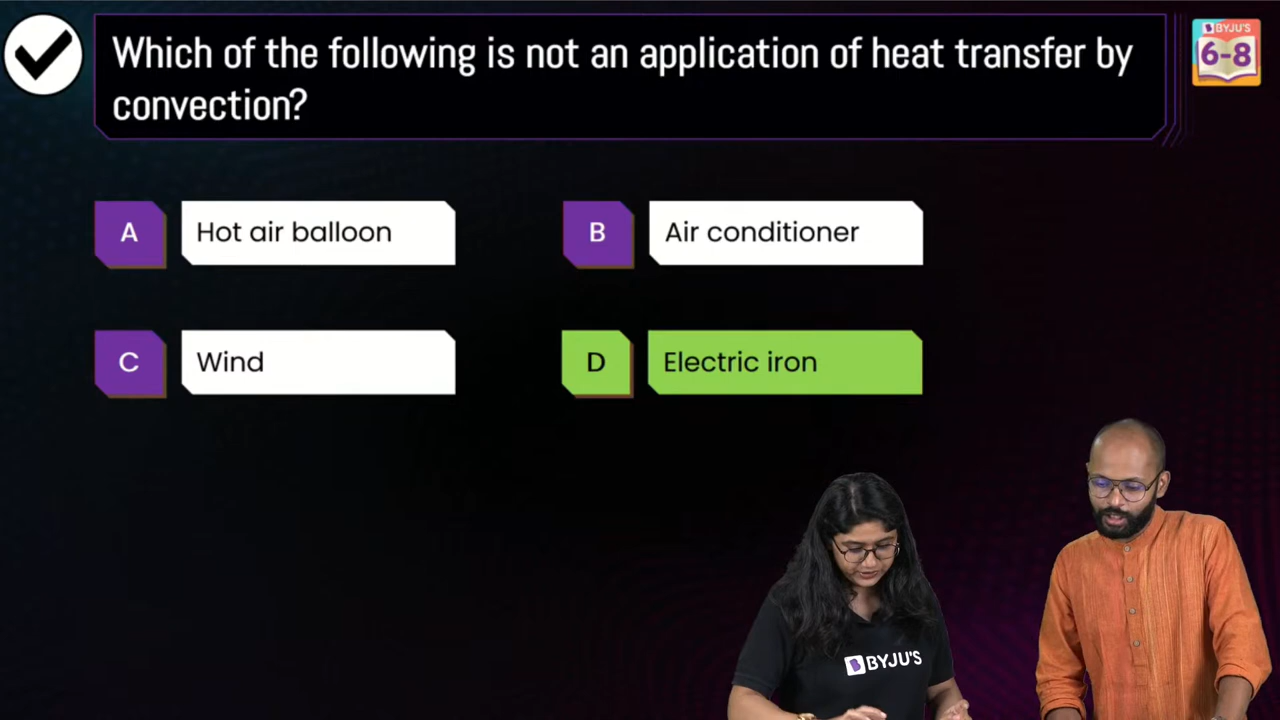 Which of the following is not an application of heat transfer by
convection?
BYJU'S
6-8
A
Hot air balloon
B
Air conditioner
C
Wind
D
Electric iron
BYJU'S